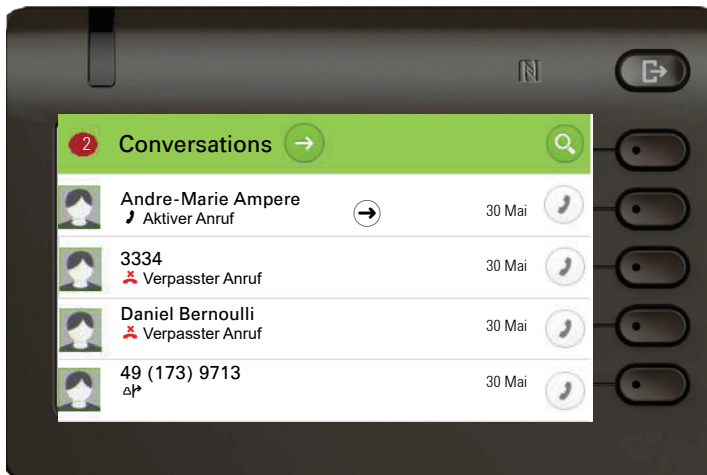 2 Conversations
Andre-Marie Ampere
Aktiver Anruf
30 Mai
3334
Verpasster Anruf
30 Mai
Daniel Bernoulli
Verpasster Anruf
30 Mai
49 (173) 9713
30 Mai